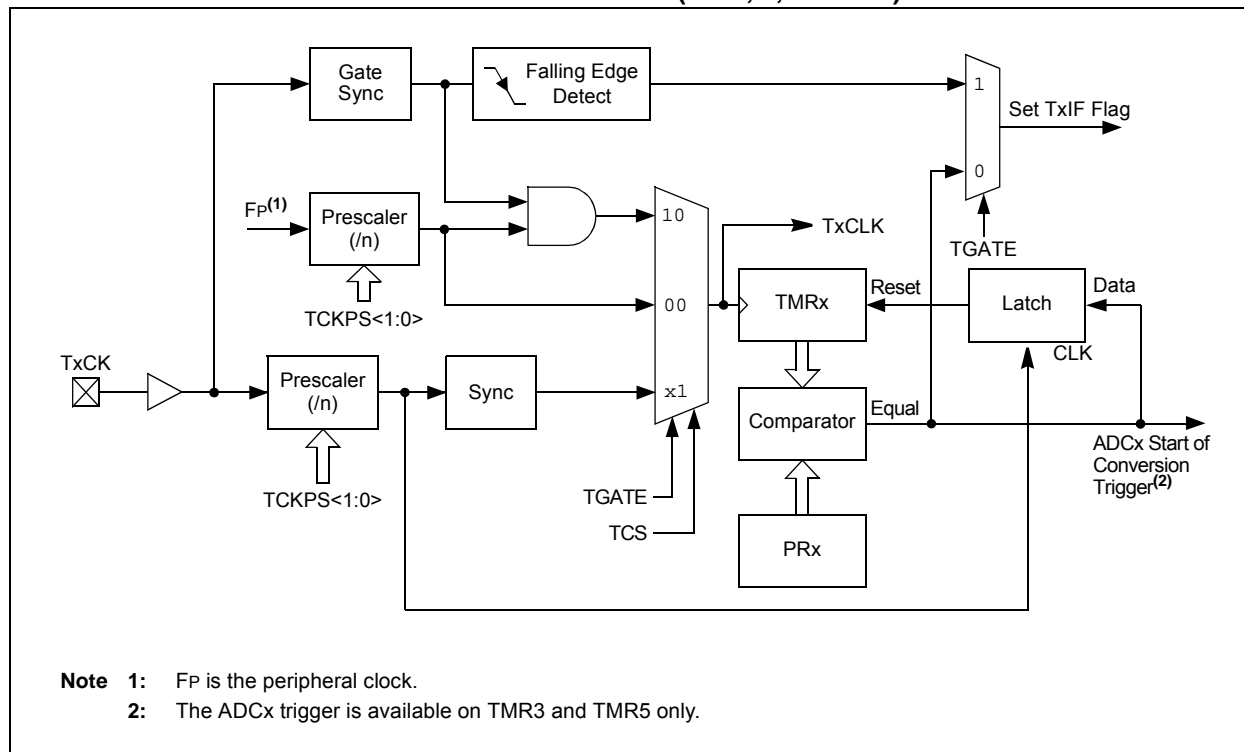 Gate
Sync
Falling Edge
Detect
1
Set TxIF Flag
0
FP(1)
Prescaler
(/n)
10
TxCLK
TGATE
TCKPS<1:0>
00
TMRx
Reset
Latch
Data
CLK
TxCK
Prescaler
(/n)
Sync
x1
Comparator
Equal
ADCx Start of
Conversion
Trigger(2)
TCKPS<1:0>
TGATE
TCS
PRx
Note 1: FP is the peripheral clock.
2: The ADCx trigger is available on TMR3 and TMR5 only.